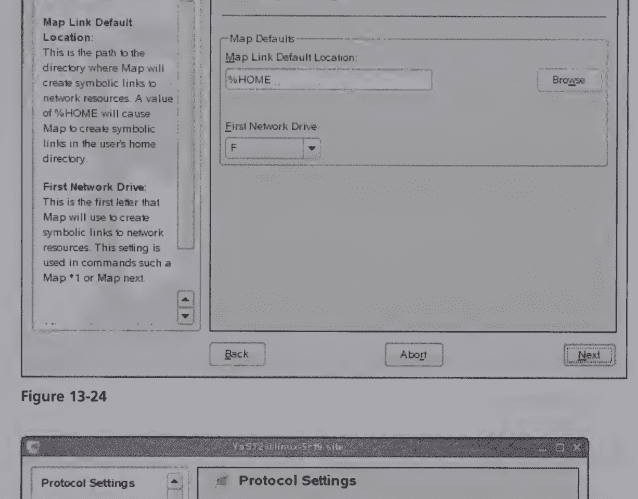 Map Link Default
Location:
This is the path to the
directory where Map will
create symbolic links to
network resources. A value
of %HOME will cause
Map to create symbolic
links in the user's home
directory.
First Network Drive:
This is the first letter that
Map will use to create
symbolic links to network
resources. This setting is
used in commands such a
Map *1 or Map next.
Map Defaults
Map Link Default Location:
%HOME
Browse
First Network Drive
F
Back
Abort
Next
Figure 13-24
Protocol Settings
Protocol Settings